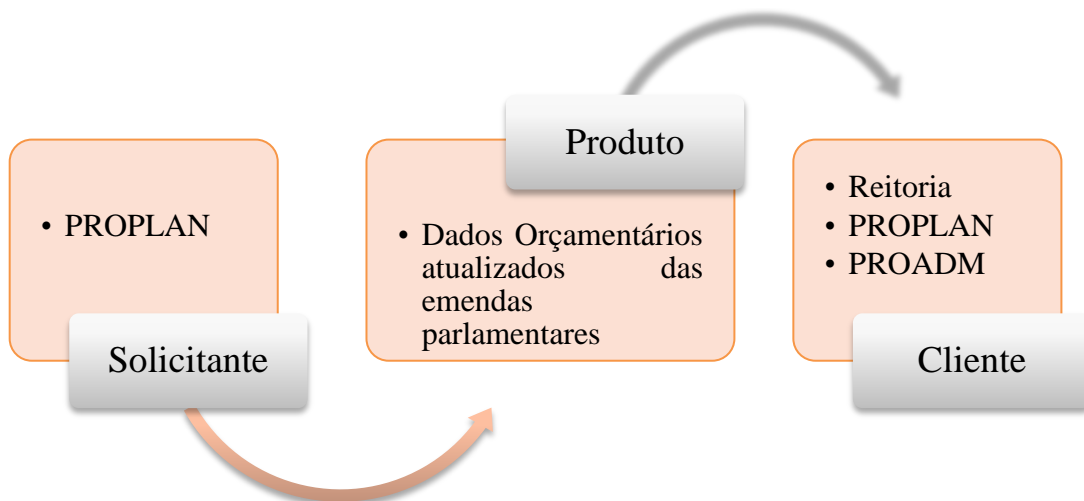 • PROPLAN
Solicitante
Produto
• Dados Orçamentários
atualizados das
emendas
parlamentares
• Reitoria
• PROPLAN
• PROADM
Cliente